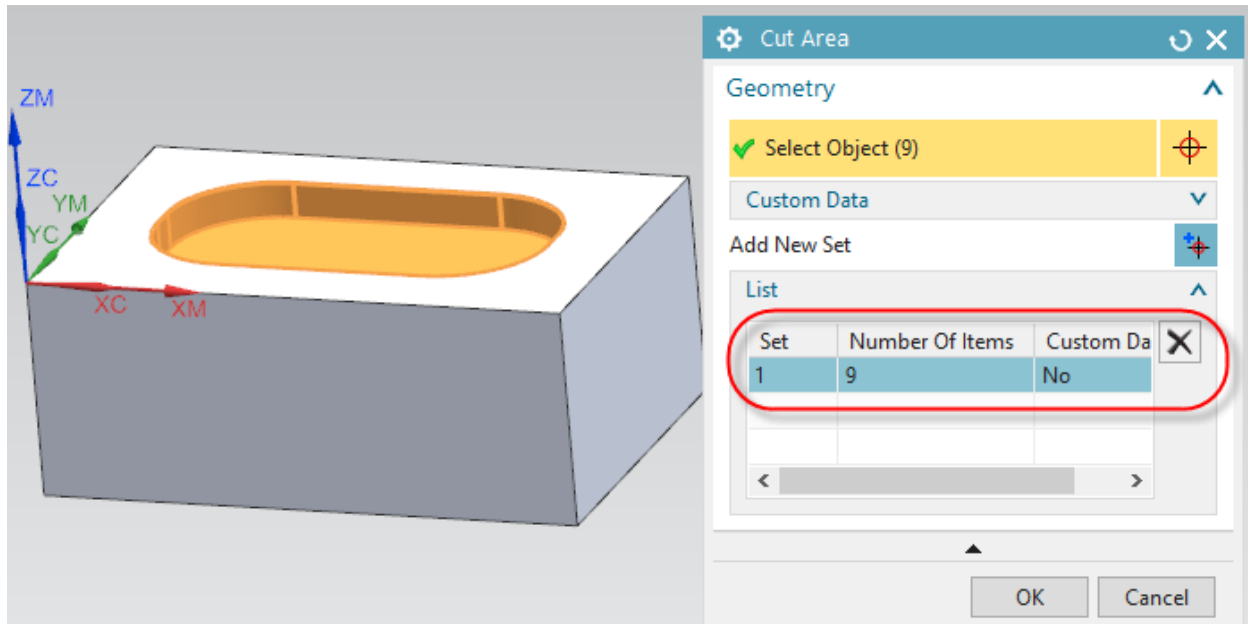 ZM
ZC
YM
YC
XC
XM
Cut Area
Geometry
Select Object (9)
Custom Data
Add New Set
List
Set Number Of Items Custom Da
1 9 No
OK Cancel